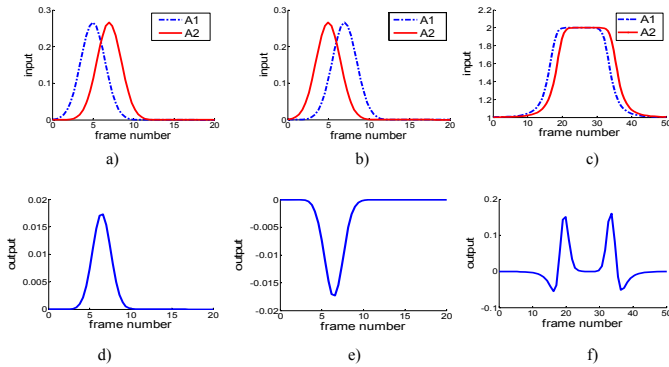 0.3
0.2
0.1
0
input
0 5 10 15 20
frame number
A1
A2
a)
0.3
0.2
0.1
0
input
0 5 10 15 20
frame number
A1
A2
b)
2
1.8
1.6
1.4
1.2
1
input
0 10 20 30 40 50
frame number
A1
A2
c)
0.02
0.015
0.01
0.005
0
output
0 5 10 15 20
frame number
d)
0
-0.005
-0.01
-0.015
-0.02
output
0 5 10 15 20
frame number
e)
0.2
0.1
0
-0.1
output
0 10 20 30 40 50
frame number
f)